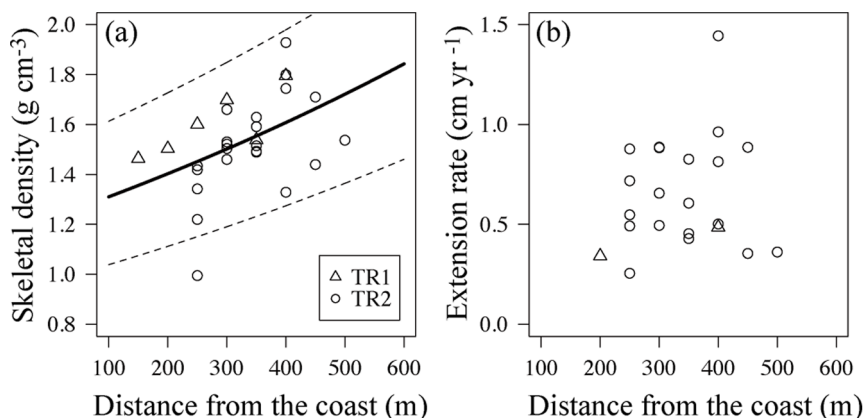 (a)
Skeletal density (g cm⁻³)
2.0
1.8
1.6
1.4
1.2
1.0
0.8
TR1
TR2
100 200 300 400 500 600
Distance from the coast (m)
(b)
Extension rate (cm yr ⁻¹)
1.5
1.0
0.5
0.0
100 200 300 400 500 600
Distance from the coast (m)